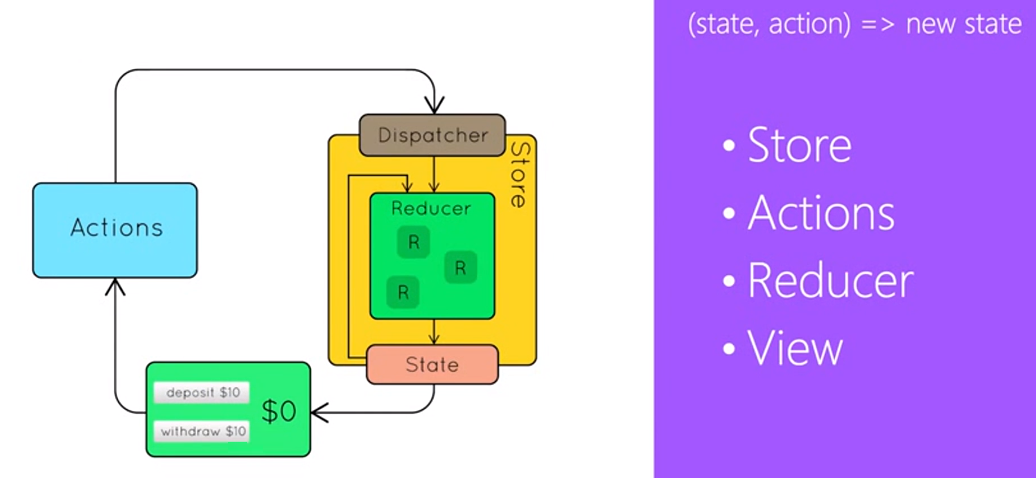 (state, action) => new state
Dispatcher
Store
Reducer
R
R
R
State
Actions
deposit $10
$0
withdraw $10
• Store
• Actions
• Reducer
• View